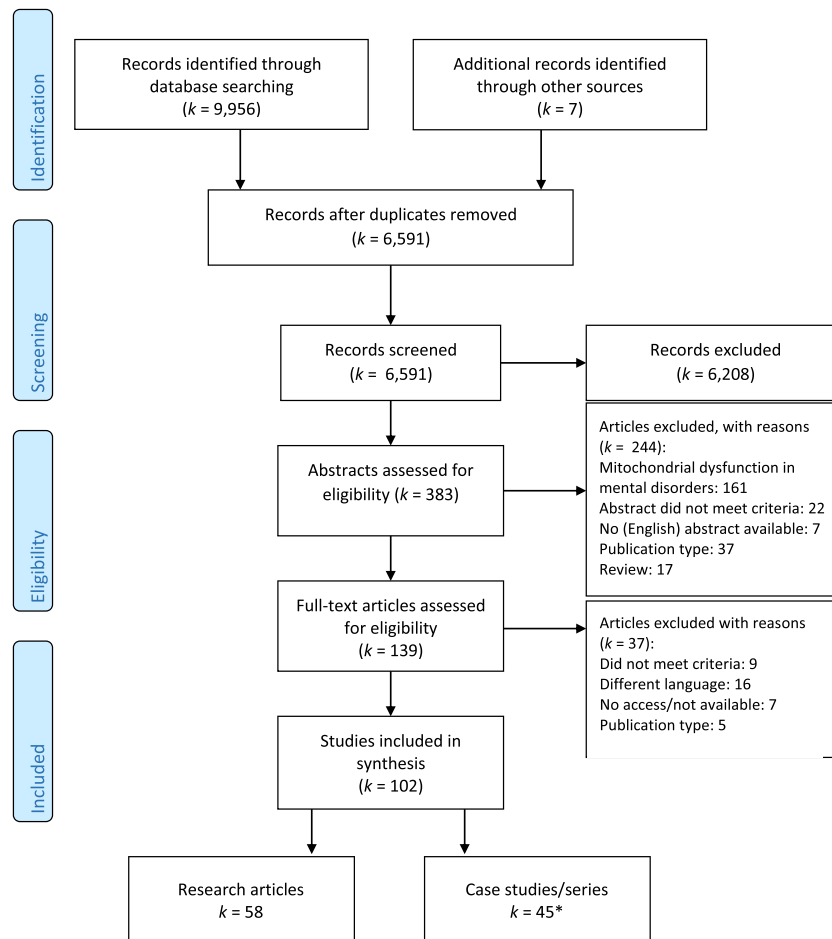 Identification
Records identified through
database searching
(k = 9,956)
Additional records identified
through other sources
(k = 7)
Records after duplicates removed
(k = 6,591)
Screening
Records screened
(k =  6,591)
Records excluded
(k = 6,208)
Eligibility
Abstracts assessed for
eligibility (k = 383)
Articles excluded, with reasons
(k =  244):
Mitochondrial dysfunction in
mental disorders: 161
Abstract did not meet criteria: 22
No (English) abstract available: 7
Publication type: 37
Review: 17
Full-text articles assessed
for eligibility
(k = 139)
Articles excluded with reasons
(k = 37):
Did not meet criteria: 9
Different language: 16
No access/not available: 7
Publication type: 5
Included
Studies included in
synthesis
(k = 102)
Research articles
k = 58
Case studies/series
k = 45*